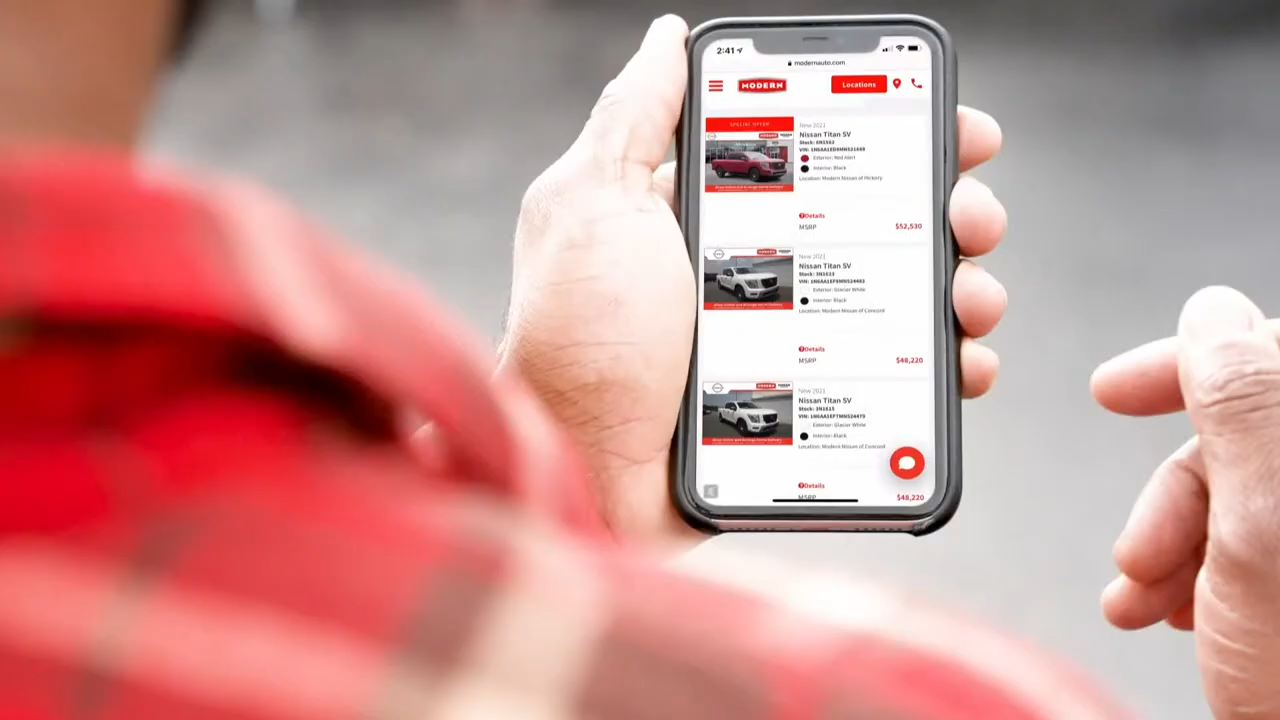 2:41
modernauto.com
MODERN
Locations
SPECIAL OFFER
New 2021
Nissan Titan SV
Exterior: Red Alert
Interior: Black
Location: Modern Nissan of Hickory
Details
MSRP
$52,530
New 2021
Nissan Titan SV
Exterior: Glacier White
Interior: Black
Location: Modern Nissan of Concord
Details
MSRP
$48,220
New 2021
Nissan Titan SV
Exterior: Glacier White
Interior: Black
Location: Modern Nissan of Concord
Details
MSRP
$48,220